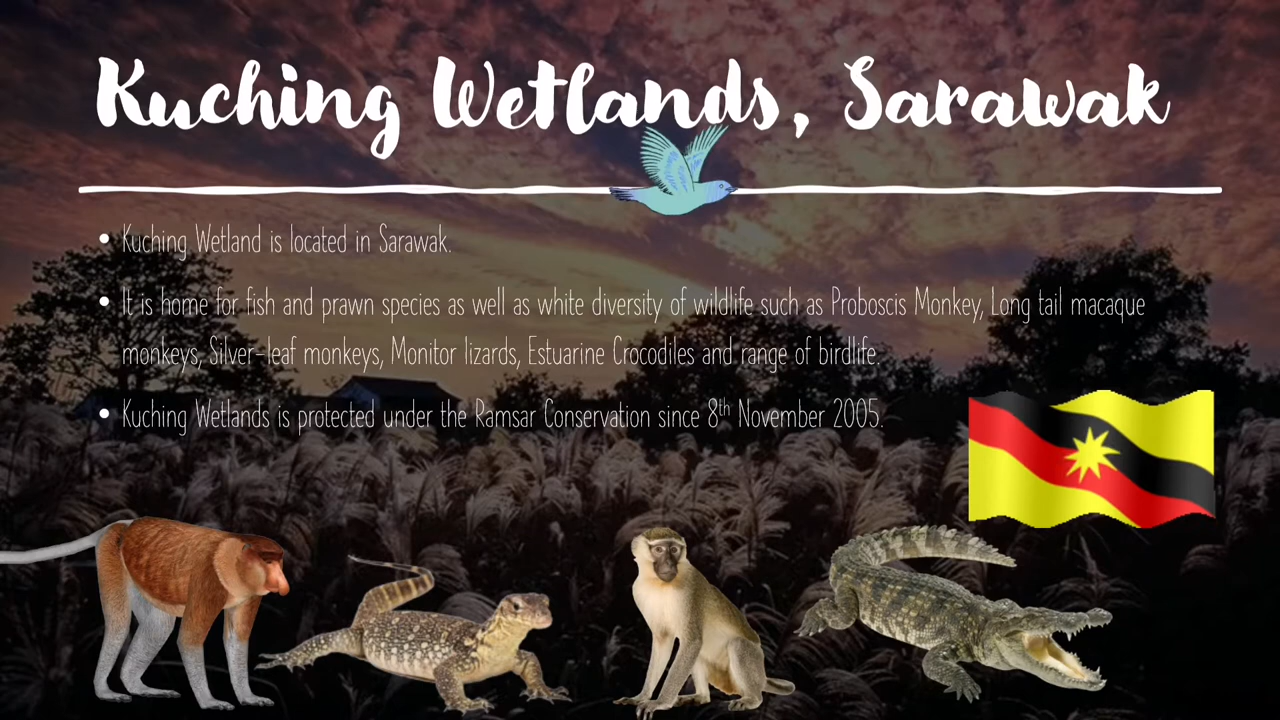 Kuching Wetlands, Sarawak
• Kuching Wetland is located in Sarawak.
• It is home for fish and prawn species as well as white diversity of wildlife such as Proboscis Monkey, Long tail macaque
monkeys, Silver-leaf monkeys, Monitor lizards, Estuarine Crocodiles and range of birdlife.
• Kuching Wetlands is protected under the Ramsar Conservation since 8th November 2005.